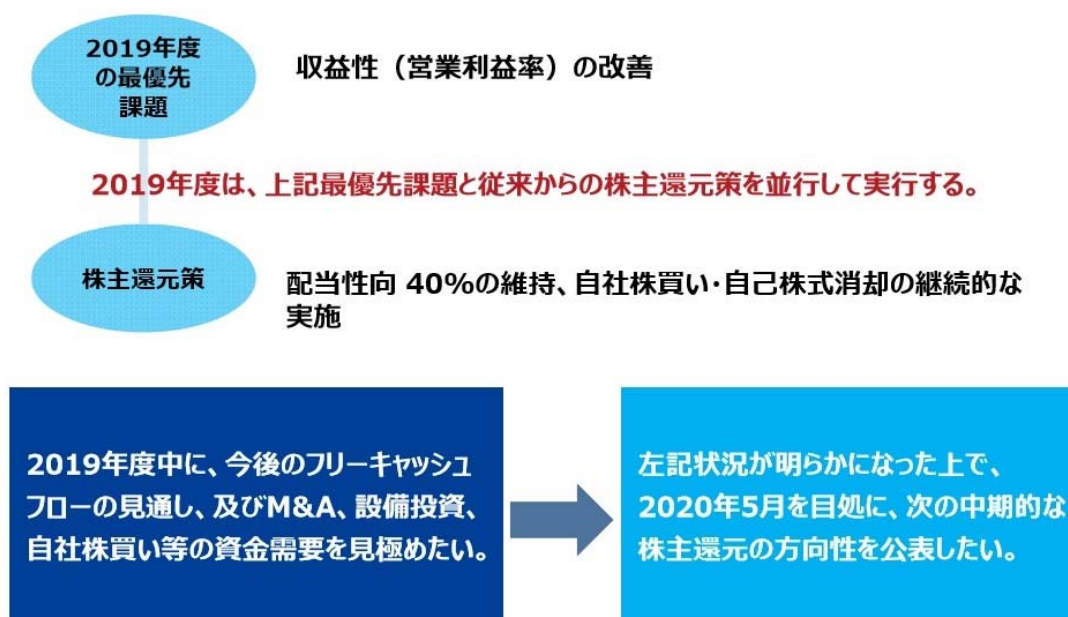 2019年度
の最優先
課題
収益性（営業利益率）の改善
2019年度は、上記最優先課題と従来からの株主還元策を並行して実行する。
株主還元策
配当性向 40%の維持、自社株買い・自己株式消却の継続的な
実施
2019年度中に、今後のフリーキャッシュ
フローの見通し、及びM&A、設備投資、
自社株買い等の資金需要を見極めたい。
左記状況が明らかになった上で、
2020年5月を目処に、次の中期的な
株主還元の方向性を公表したい。